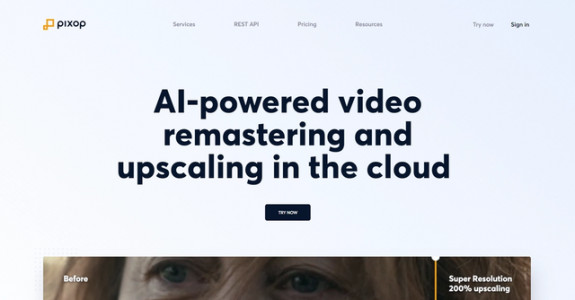 pixop
Services REST API Pricing Resources Try now Sign in
AI-powered video
remastering and
upscaling in the cloud
TRY NOW
Before
Super Resolution
200% upscaling